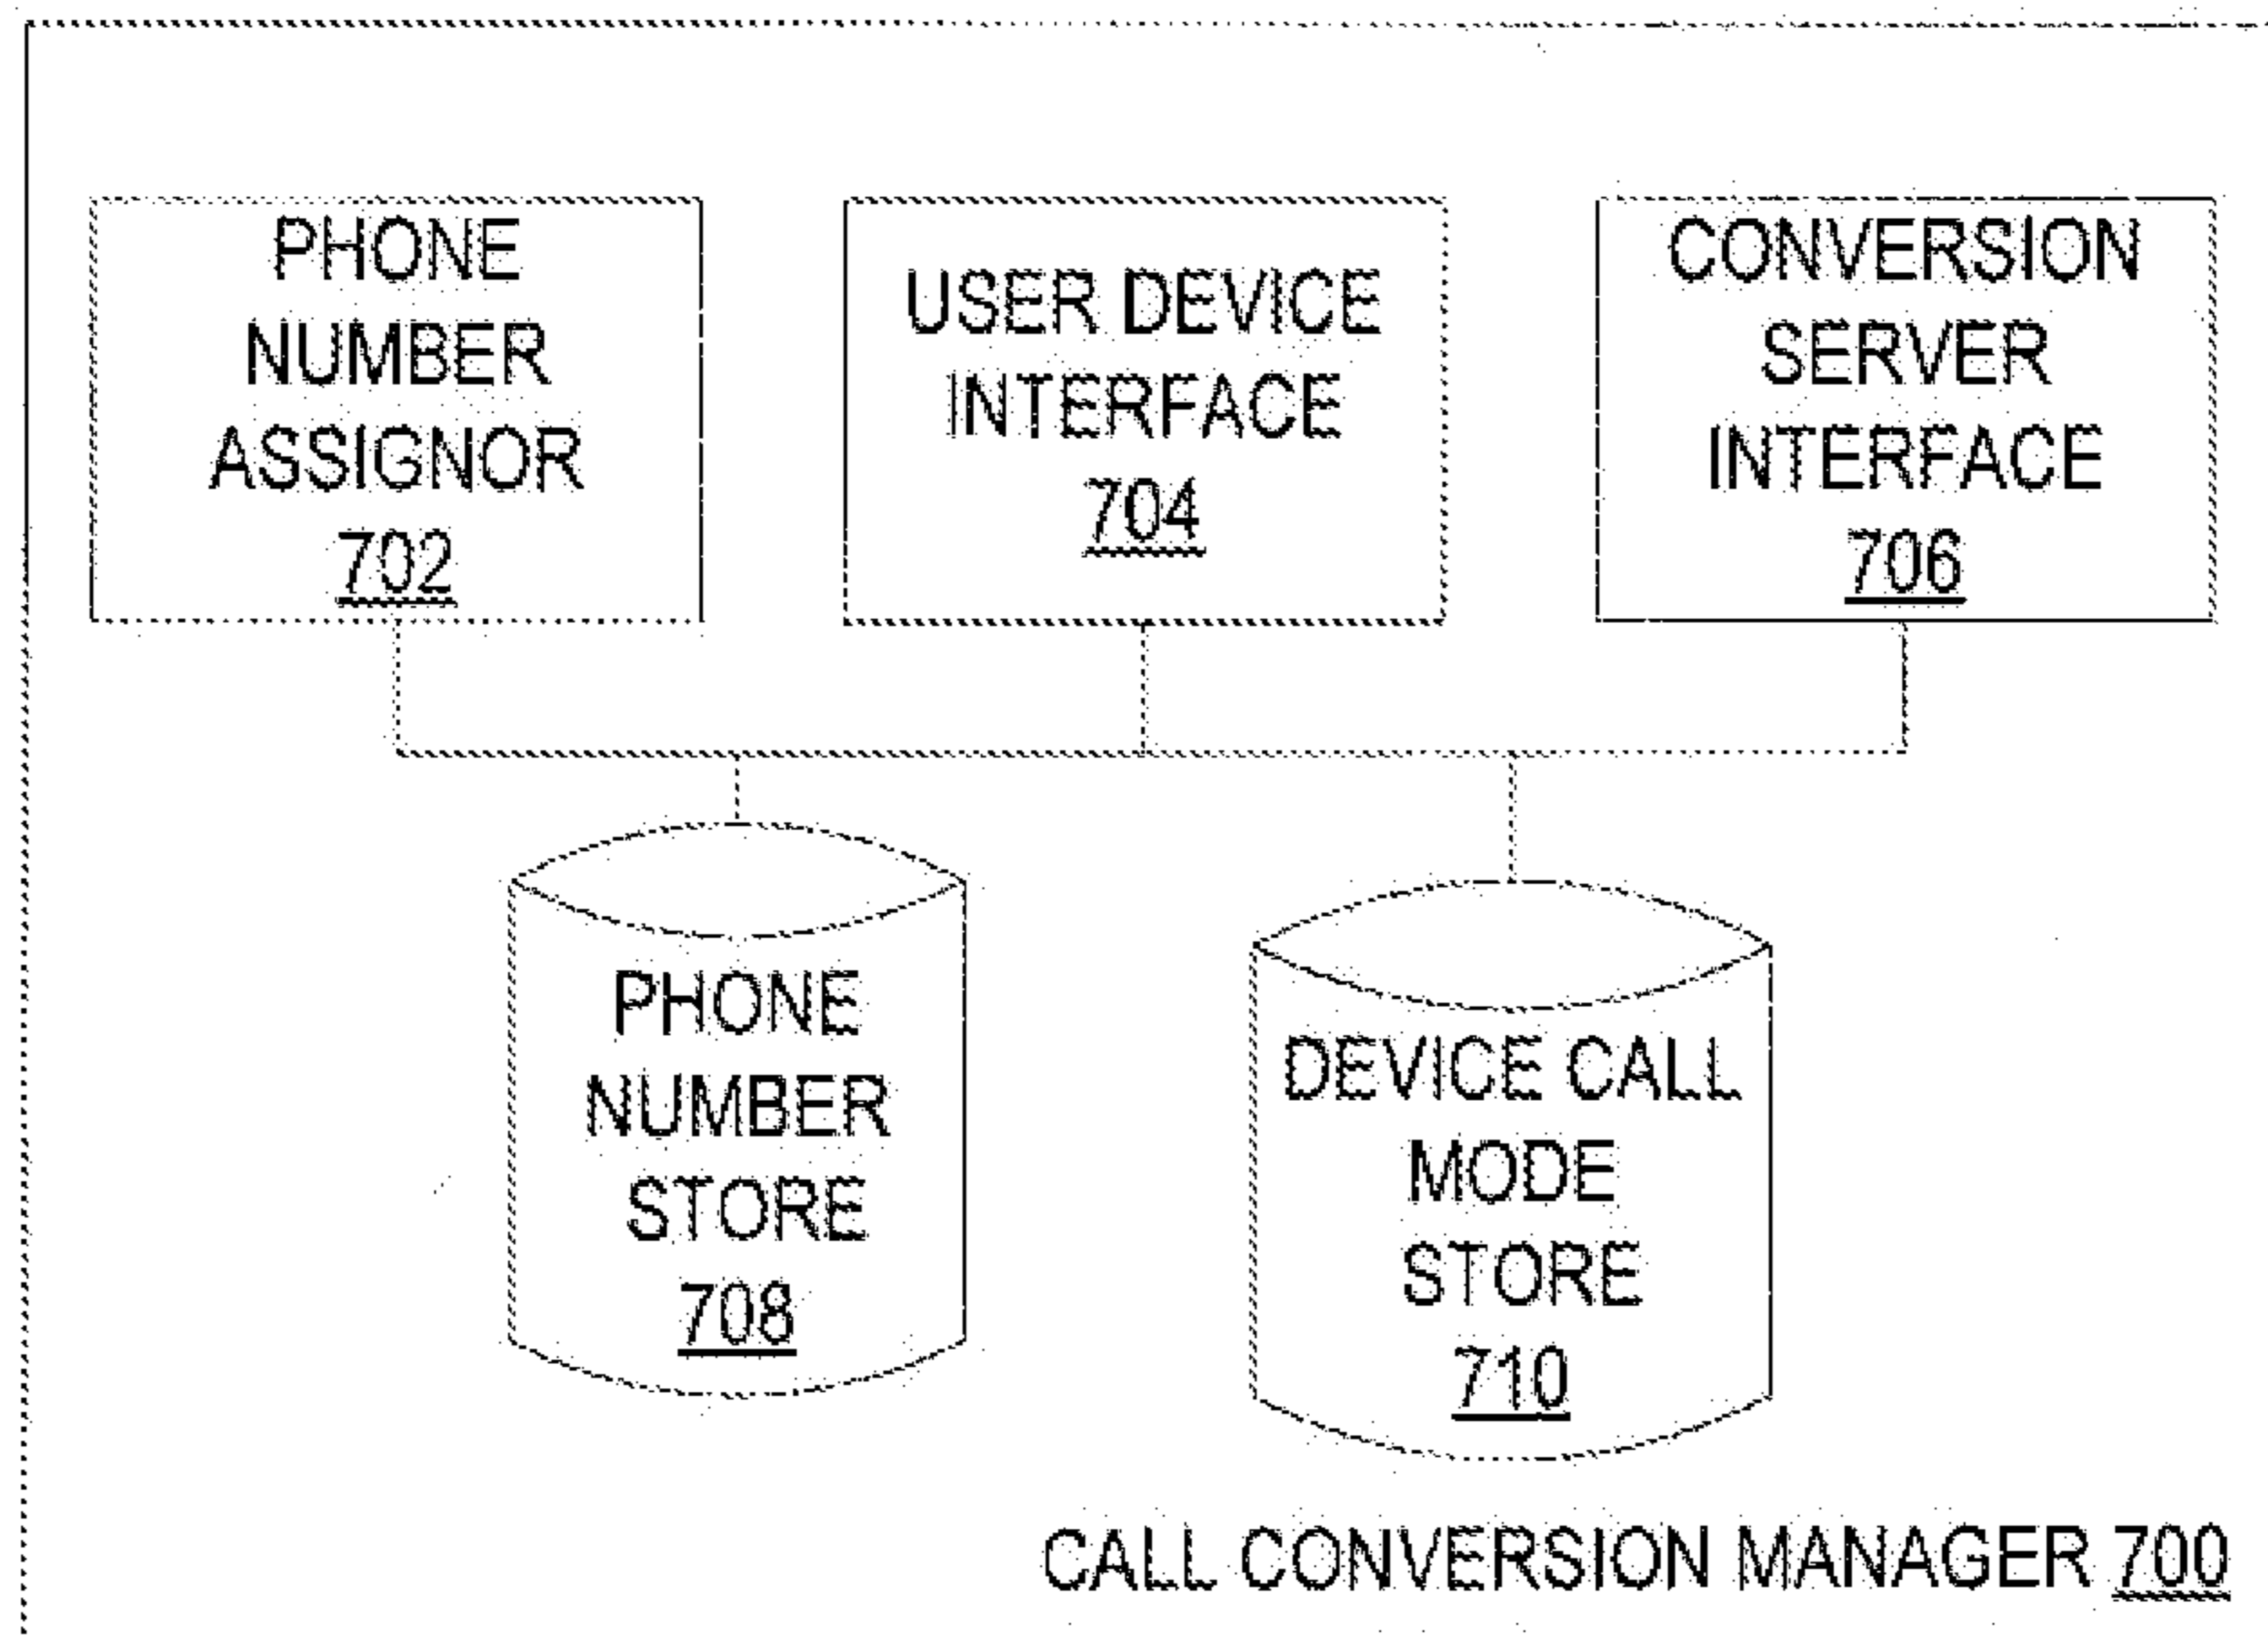 PHONE
NUMBER
ASSIGNOR
702
USER DEVICE
INTERFACE
704
CONVERSION
SERVER
INTERFACE
706
PHONE
NUMBER
STORE
708
DEVICE CALL
MODE
STORE
710
CALL CONVERSION MANAGER 700